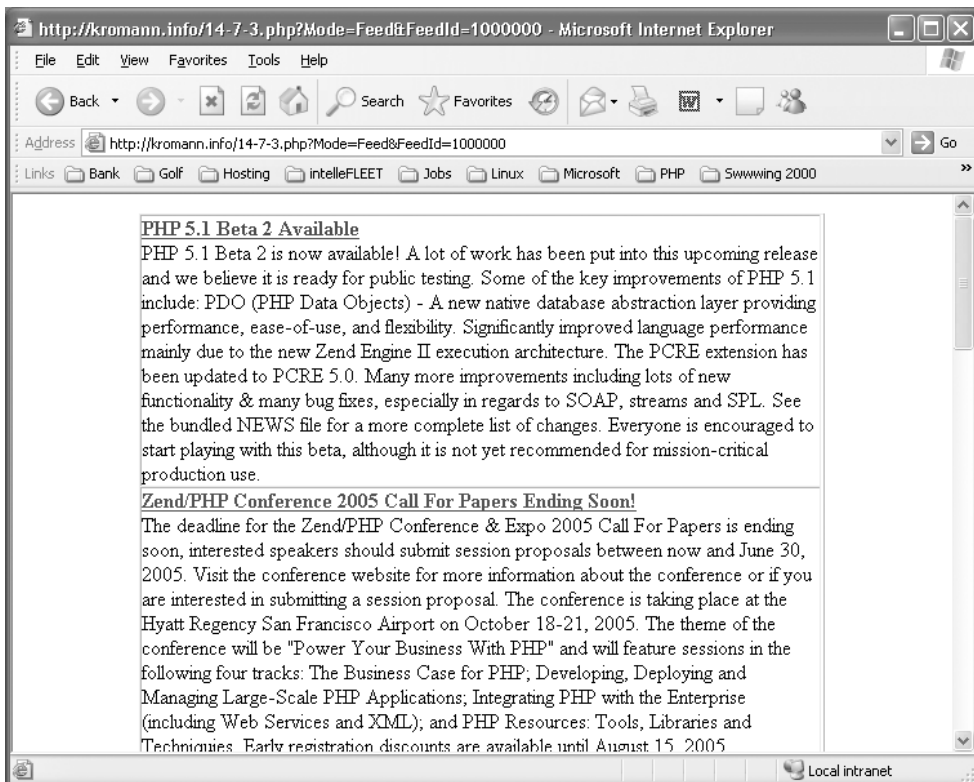 http://kromann.info/14-7-3.php?Mode=Feed&FeedId=1000000 - Microsoft Internet Explorer
File Edit View Favorites Tools Help
Back Search Favorites
Address http://kromann.info/14-7-3.php?Mode=Feed&FeedId=1000000 Go
Links Bank Golf Hosting intelleFLEET Jobs Linux Microsoft PHP Swwwing 2000 »
PHP 5.1 Beta 2 Available
PHP 5.1 Beta 2 is now available! A lot of work has been put into this upcoming release
and we believe it is ready for public testing. Some of the key improvements of PHP 5.1
include: PDO (PHP Data Objects) - A new native database abstraction layer providing
performance, ease-of-use, and flexibility. Significantly improved language performance
mainly due to the new Zend Engine II execution architecture. The PCRE extension has
been updated to PCRE 5.0. Many more improvements including lots of new
functionality & many bug fixes, especially in regards to SOAP, streams and SPL. See
the bundled NEWS file for a more complete list of changes. Everyone is encouraged to
start playing with this beta, although it is not yet recommended for mission-critical
production use.
Zend/PHP Conference 2005 Call For Papers Ending Soon!
The deadline for the Zend/PHP Conference & Expo 2005 Call For Papers is ending
soon, interested speakers should submit session proposals between now and June 30,
2005. Visit the conference website for more information about the conference or if you
are interested in submitting a session proposal. The conference is taking place at the
Hyatt Regency San Francisco Airport on October 18-21, 2005. The theme of the
conference will be "Power Your Business With PHP" and will feature sessions in the
following four tracks: The Business Case for PHP; Developing, Deploying and
Managing Large-Scale PHP Applications; Integrating PHP with the Enterprise
(including Web Services and XML); and PHP Resources: Tools, Libraries and
Techniques. Early registration discounts are available until August 15, 2005.
Local intranet